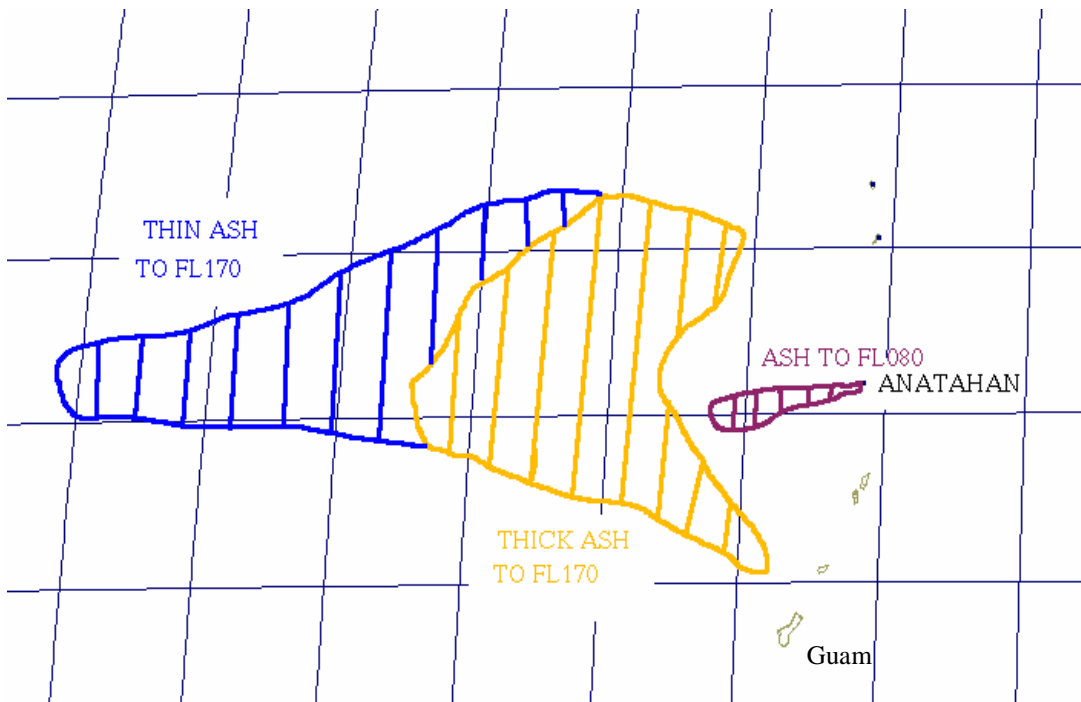 THIN ASH
TO FL170
ASH TO FL080
ANATAHAN
THICK ASH
TO FL170
Guam